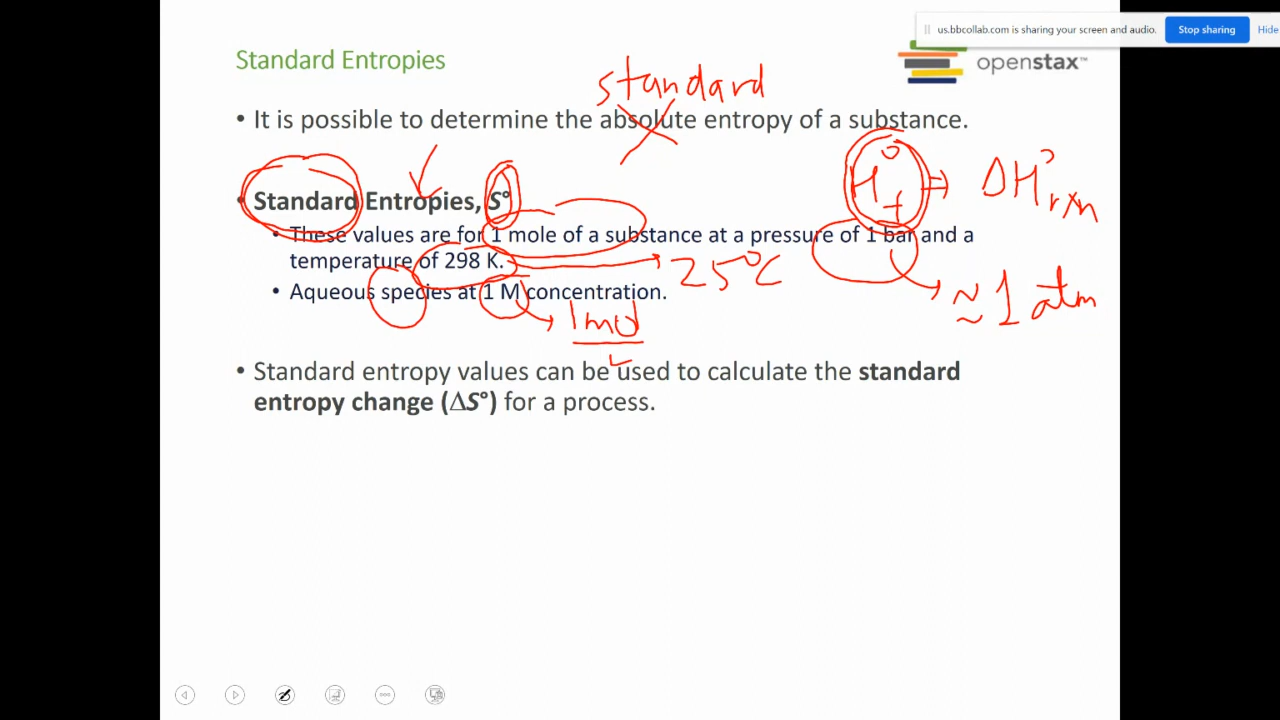 us.bbcollab.com is sharing your screen and audio. Stop sharing Hide
Standard Entropies
openstax™
standard
• It is possible to determine the absolute entropy of a substance.
H°f ⇒ ΔH°rxn
• Standard Entropies, S°
• These values are for 1 mole of a substance at a pressure of 1 bar and a
temperature of 298 K.
25°C
≈ 1 atm
• Aqueous species at 1 M concentration.
1mol
L
• Standard entropy values can be used to calculate the standard
entropy change (ΔS°) for a process.